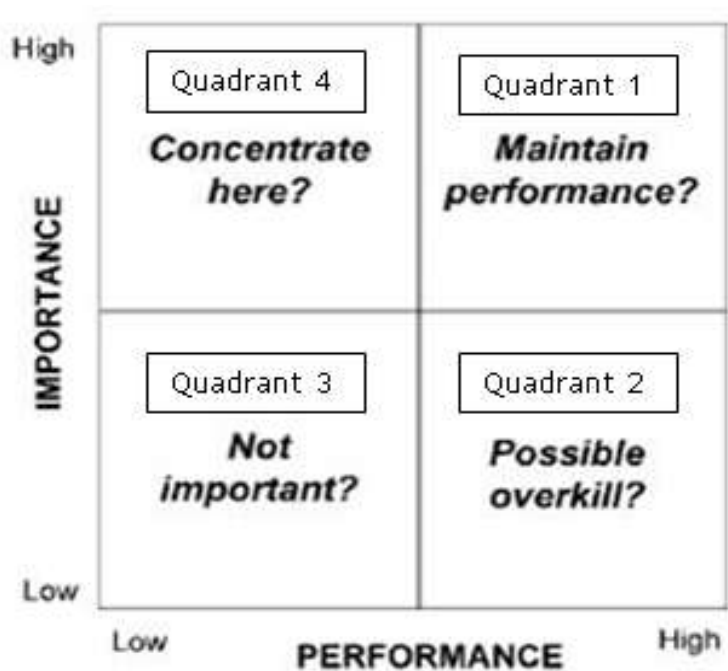 High
Quadrant 4
Quadrant 1
Concentrate
here?
Maintain
performance?
IMPORTANCE
Quadrant 3
Quadrant 2
Not
important?
Possible
overkill?
Low
Low
PERFORMANCE
High